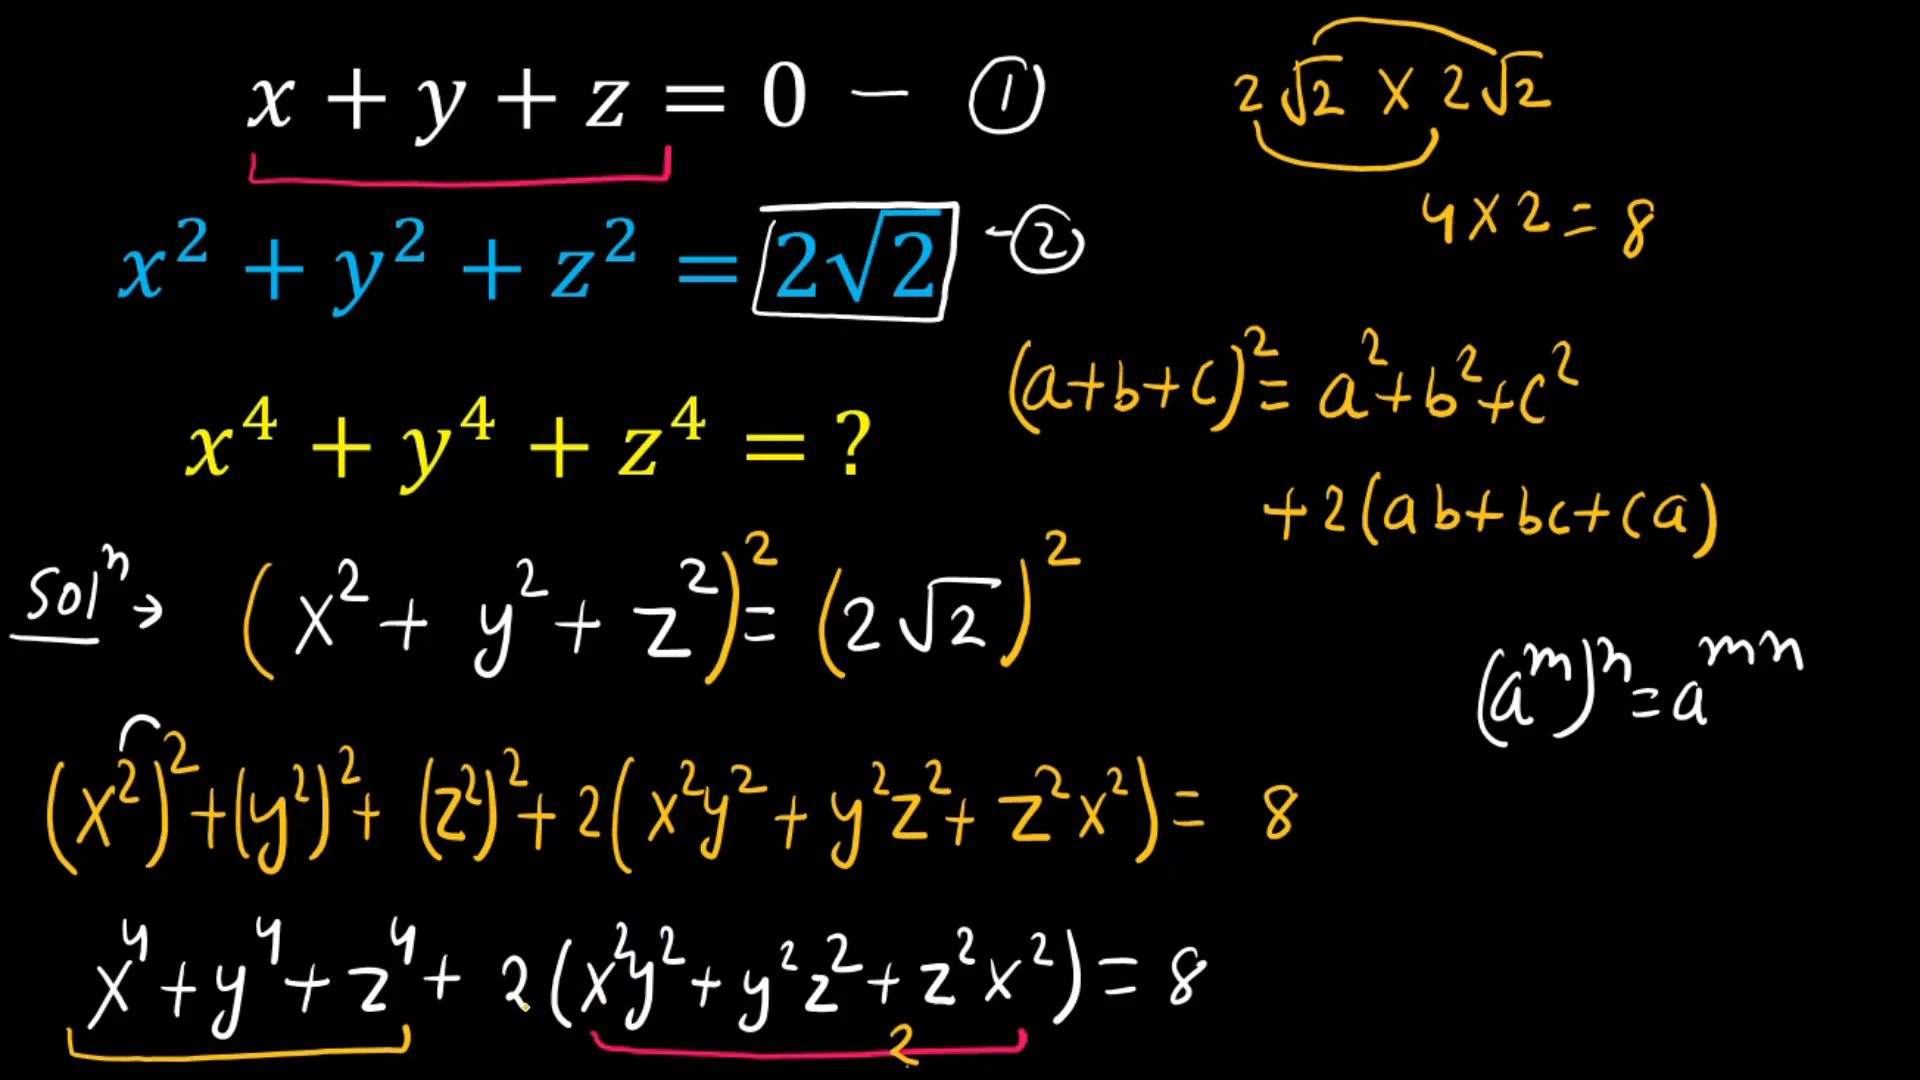 x + y + z = 0 — ①
2√2 × 2√2
4 × 2 = 8
x² + y² + z² = 2√2 - ②
(a+b+c)² = a² + b² + c²
+ 2(ab+bc+ca)
x⁴ + y⁴ + z⁴ = ?
Solⁿ → (x² + y² + z²)² = (2√2)²
(aᵐ)ⁿ = aᵐⁿ
(x²)² + (y²)² + (z²)² + 2(x²y² + y²z² + z²x²) = 8
x⁴ + y⁴ + z⁴ + 2(x²y² + y²z² + z²x²) = 8
2